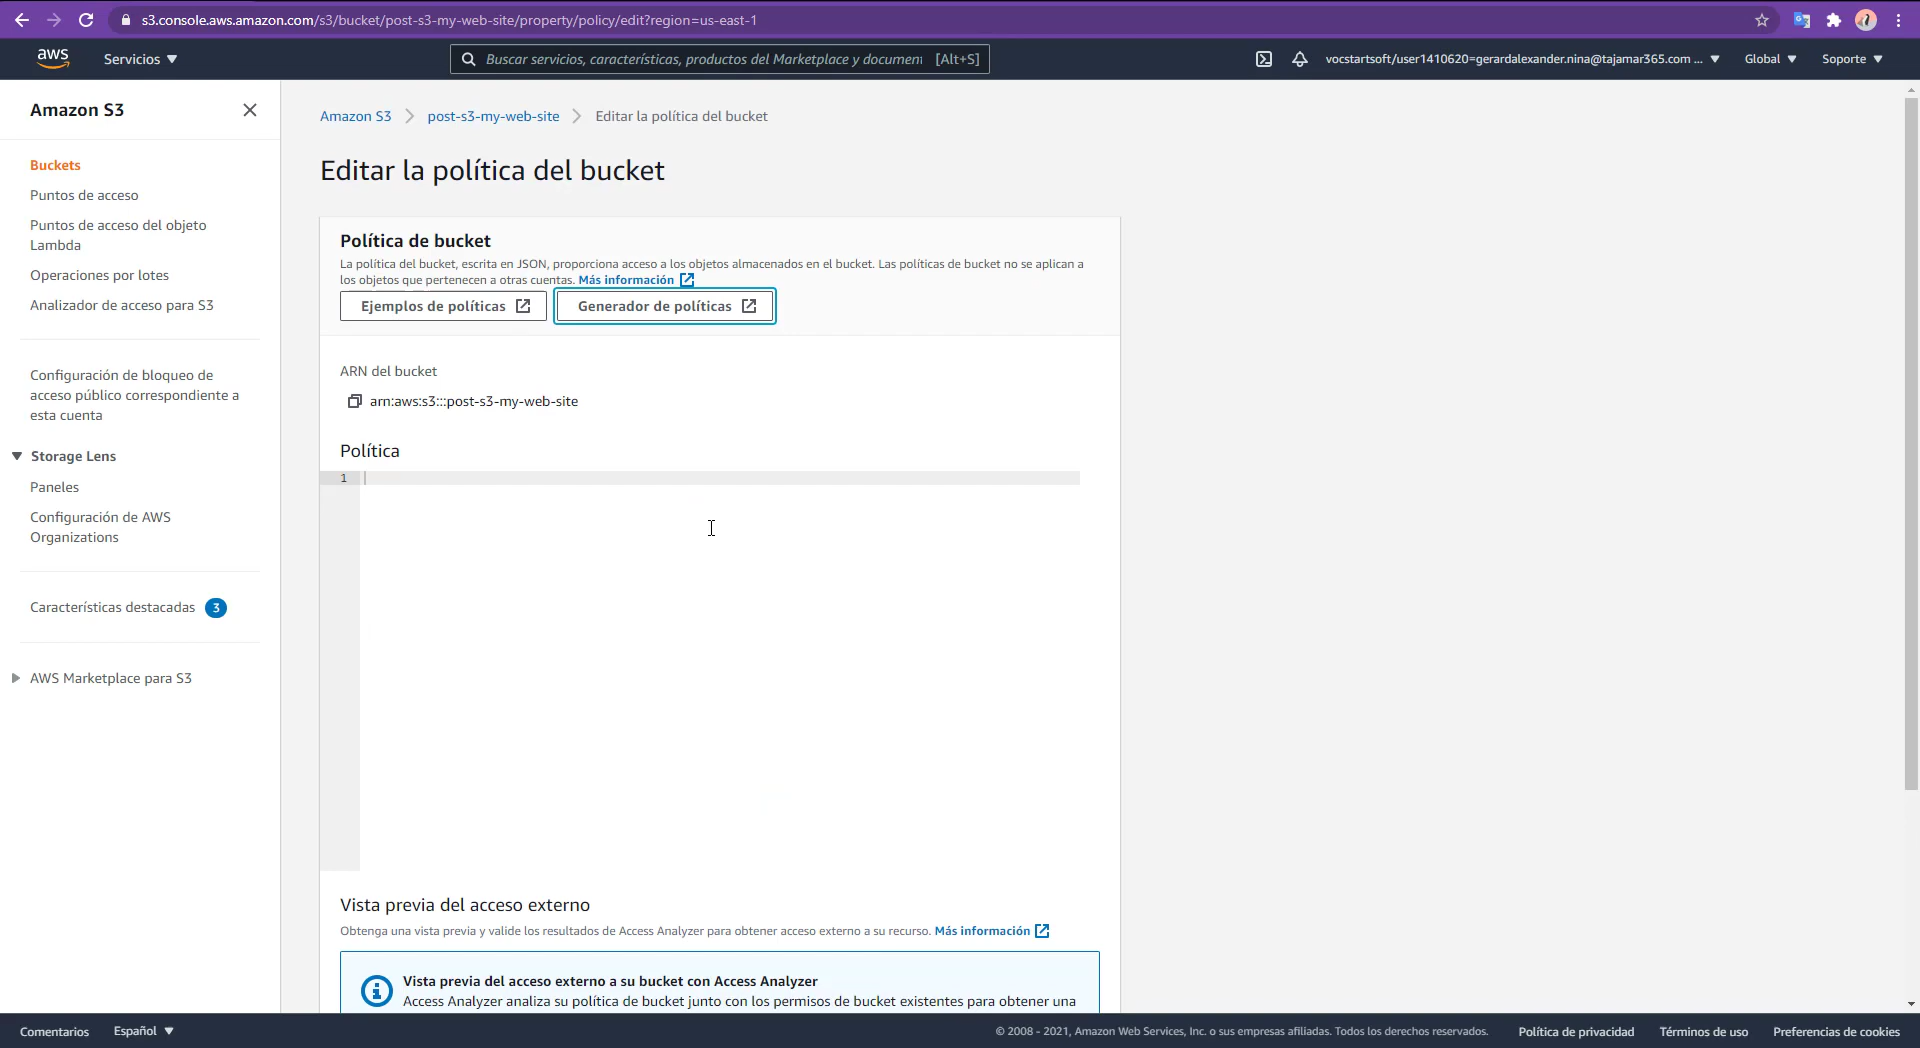 s3.console.aws.amazon.com/s3/bucket/post-s3-my-web-site/property/policy/edit?region=us-east-1
aws
Servicios
Buscar servicios, características, productos del Marketplace y document
[Alt+S]
vocstartsoft/user1410620=gerardalexander.nina@tajamar365.com ...
Global
Soporte
Amazon S3
Buckets
Puntos de acceso
Puntos de acceso del objeto
Lambda
Operaciones por lotes
Analizador de acceso para S3
Configuración de bloqueo de
acceso público correspondiente a
esta cuenta
Storage Lens
Paneles
Configuración de AWS
Organizations
Características destacadas 3
AWS Marketplace para S3
Amazon S3
post-s3-my-web-site
Editar la política del bucket
Editar la política del bucket
Política de bucket
La política del bucket, escrita en JSON, proporciona acceso a los objetos almacenados en el bucket. Las políticas de bucket no se aplican a
los objetos que pertenecen a otras cuentas. Más información
Ejemplos de políticas
Generador de políticas
ARN del bucket
arn:aws:s3:::post-s3-my-web-site
Política
1
Vista previa del acceso externo
Obtenga una vista previa y valide los resultados de Access Analyzer para obtener acceso externo a su recurso. Más información
Vista previa del acceso externo a su bucket con Access Analyzer
Access Analyzer analiza su política de bucket junto con los permisos de bucket existentes para obtener una
Comentarios
Español
© 2008 - 2021, Amazon Web Services, Inc. o sus empresas afiliadas. Todos los derechos reservados.
Política de privacidad
Términos de uso
Preferencias de cookies